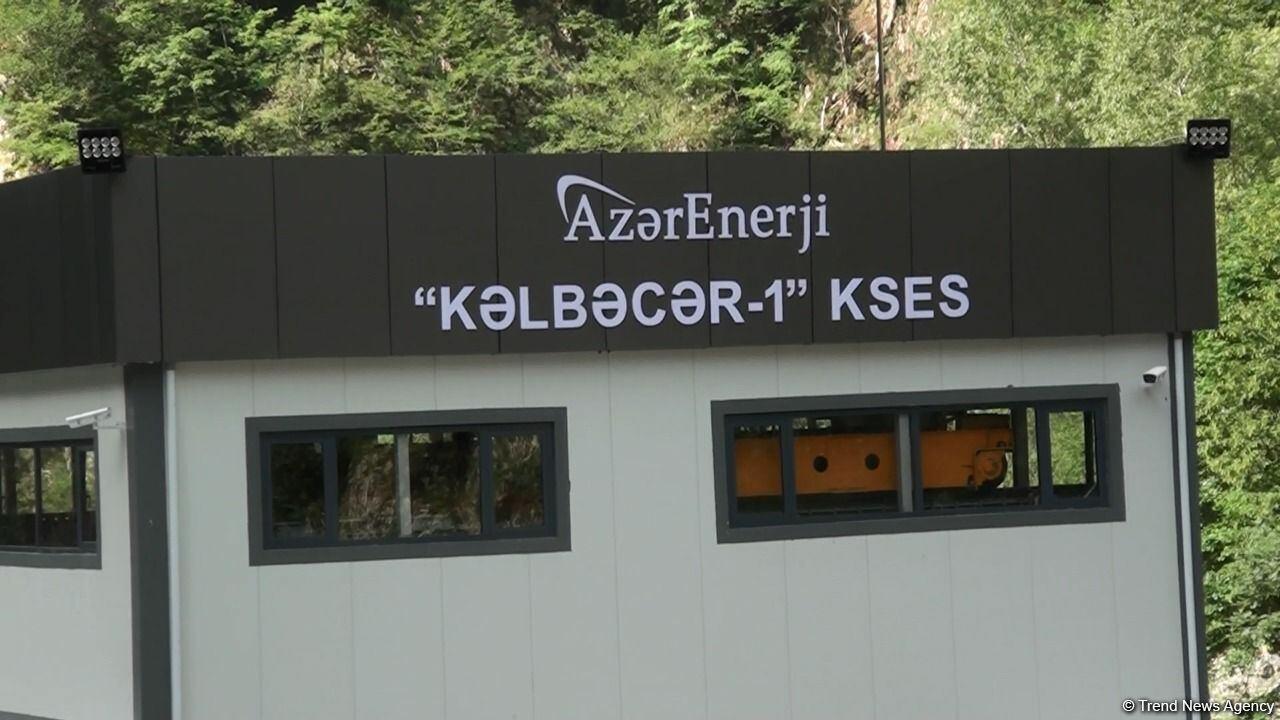 AzərEnerji
“KƏLBƏCƏR-1” KSES
© Trend News Agency